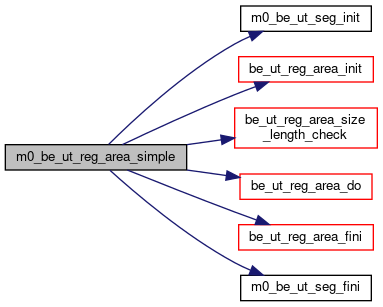 m0_be_ut_seg_init
be_ut_reg_area_init
be_ut_reg_area_size
_length_check
m0_be_ut_reg_area_simple
be_ut_reg_area_do
be_ut_reg_area_fini
m0_be_ut_seg_fini